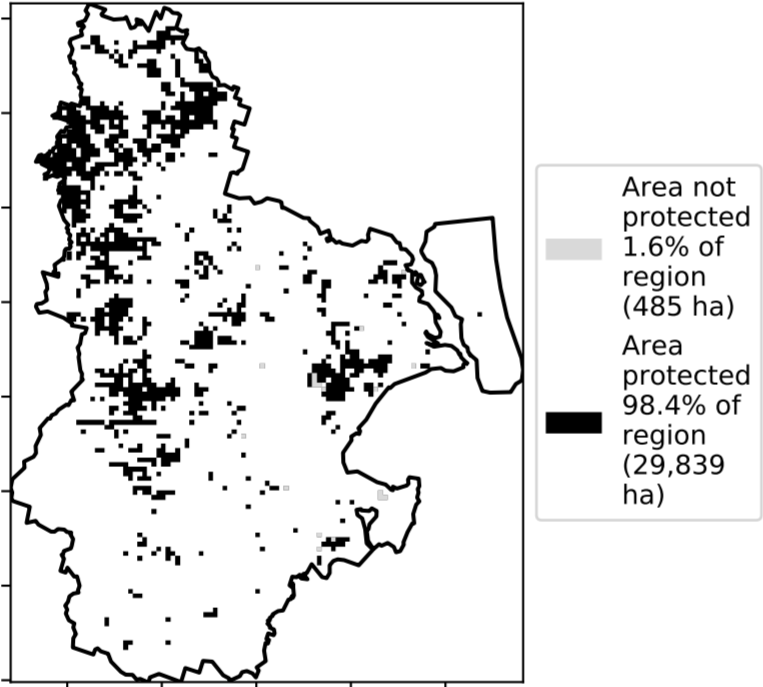 Area not
protected
1.6% of
region
(485 ha)
Area
protected
98.4% of
region
(29,839
ha)